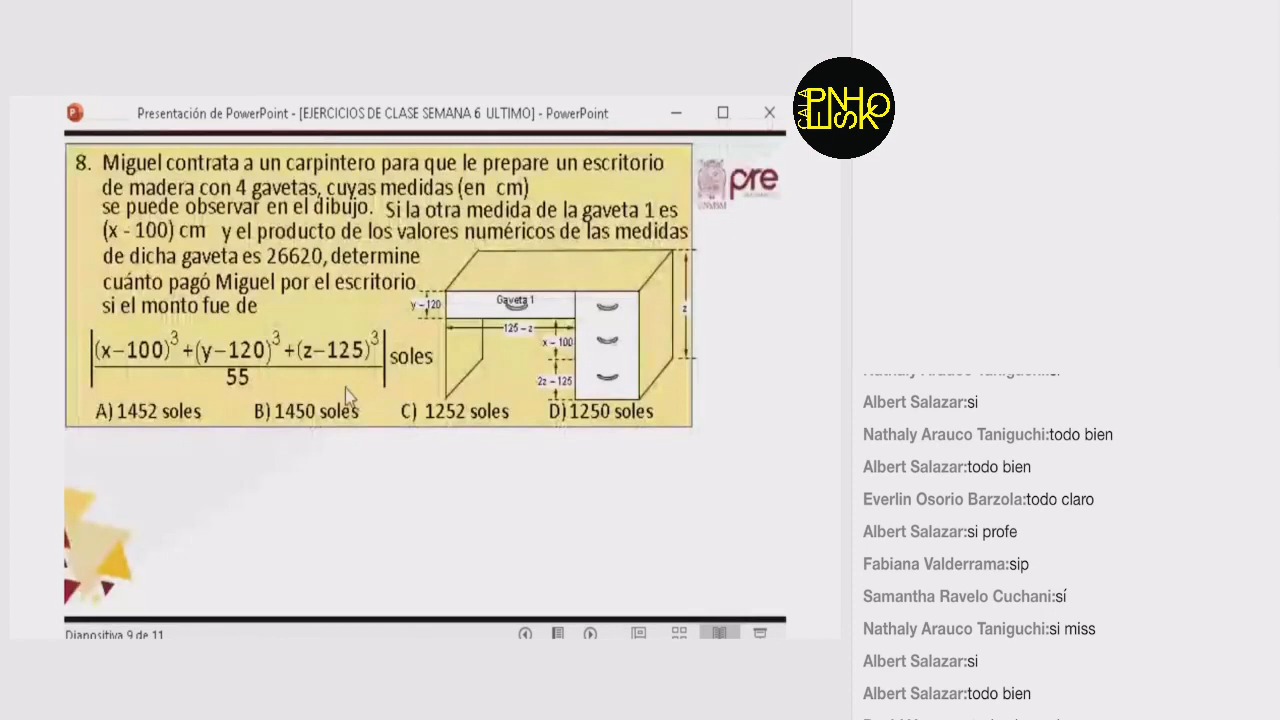 Presentación de PowerPoint - [EJERCICIOS DE CLASE SEMANA 6 ULTIMO] - PowerPoint
CALA
PNHO
ESK
8. Miguel contrata a un carpintero para que le prepare un escritorio
de madera con 4 gavetas, cuyas medidas (en cm)
se puede observar en el dibujo. Si la otra medida de la gaveta 1 es
(x - 100) cm y el producto de los valores numéricos de las medidas
de dicha gaveta es 26620, determine
cuánto pagó Miguel por el escritorio
si el monto fue de
|(x-100)³+(y-120)³+(z-125)³
55| soles
pre
Gaveta 1
y - 120
125 - z
z
x - 100
2z - 125
A) 1452 soles B) 1450 soles C) 1252 soles D) 1250 soles
Diapositiva 9 de 11
Albert Salazar:si
Nathaly Arauco Taniguchi:todo bien
Albert Salazar:todo bien
Everlin Osorio Barzola:todo claro
Albert Salazar:si profe
Fabiana Valderrama:sip
Samantha Ravelo Cuchani:sí
Nathaly Arauco Taniguchi:si miss
Albert Salazar:si
Albert Salazar:todo bien